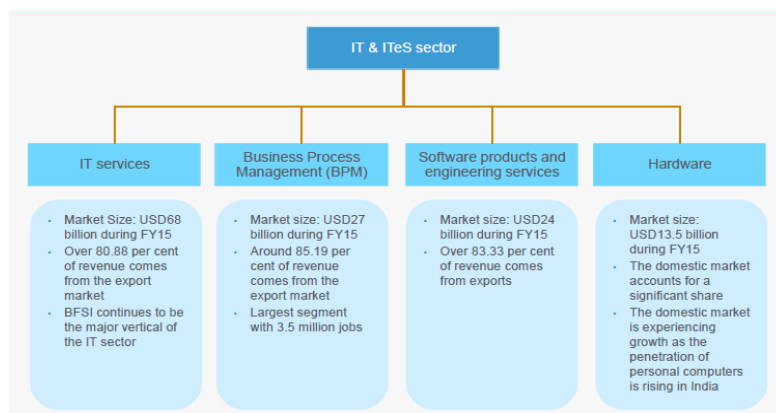 IT & ITeS sector
IT services
Business Process
Management (BPM)
Software products and
engineering services
Hardware
· Market Size: USD68
billion during FY15
· Over 80.88 per cent
of revenue comes
from the export
market
· BFSI continues to be
the major vertical of
the IT sector
· Market size: USD27
billion during FY15
· Around 85.19 per
cent of revenue
comes from the
export market
· Largest segment
with 3.5 million jobs
· Market size: USD24
billion during FY15
· Over 83.33 per cent
of revenue comes
from exports
· Market size:
USD13.5 billion
during FY15
· The domestic market
accounts for a
significant share
· The domestic market
is experiencing
growth as the
penetration of
personal computers
is rising in India